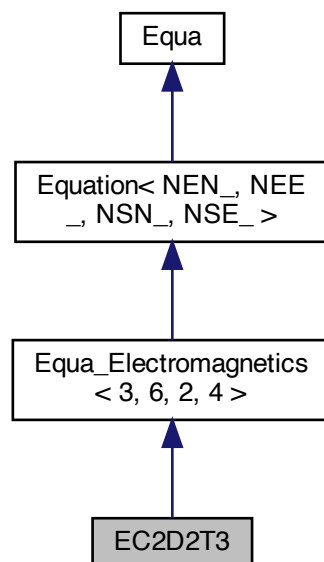 Equa
Equation< NEN_, NEE
_, NSN_, NSE_ >
Equa_Electromagnetics
< 3, 6, 2, 4 >
EC2D2T3